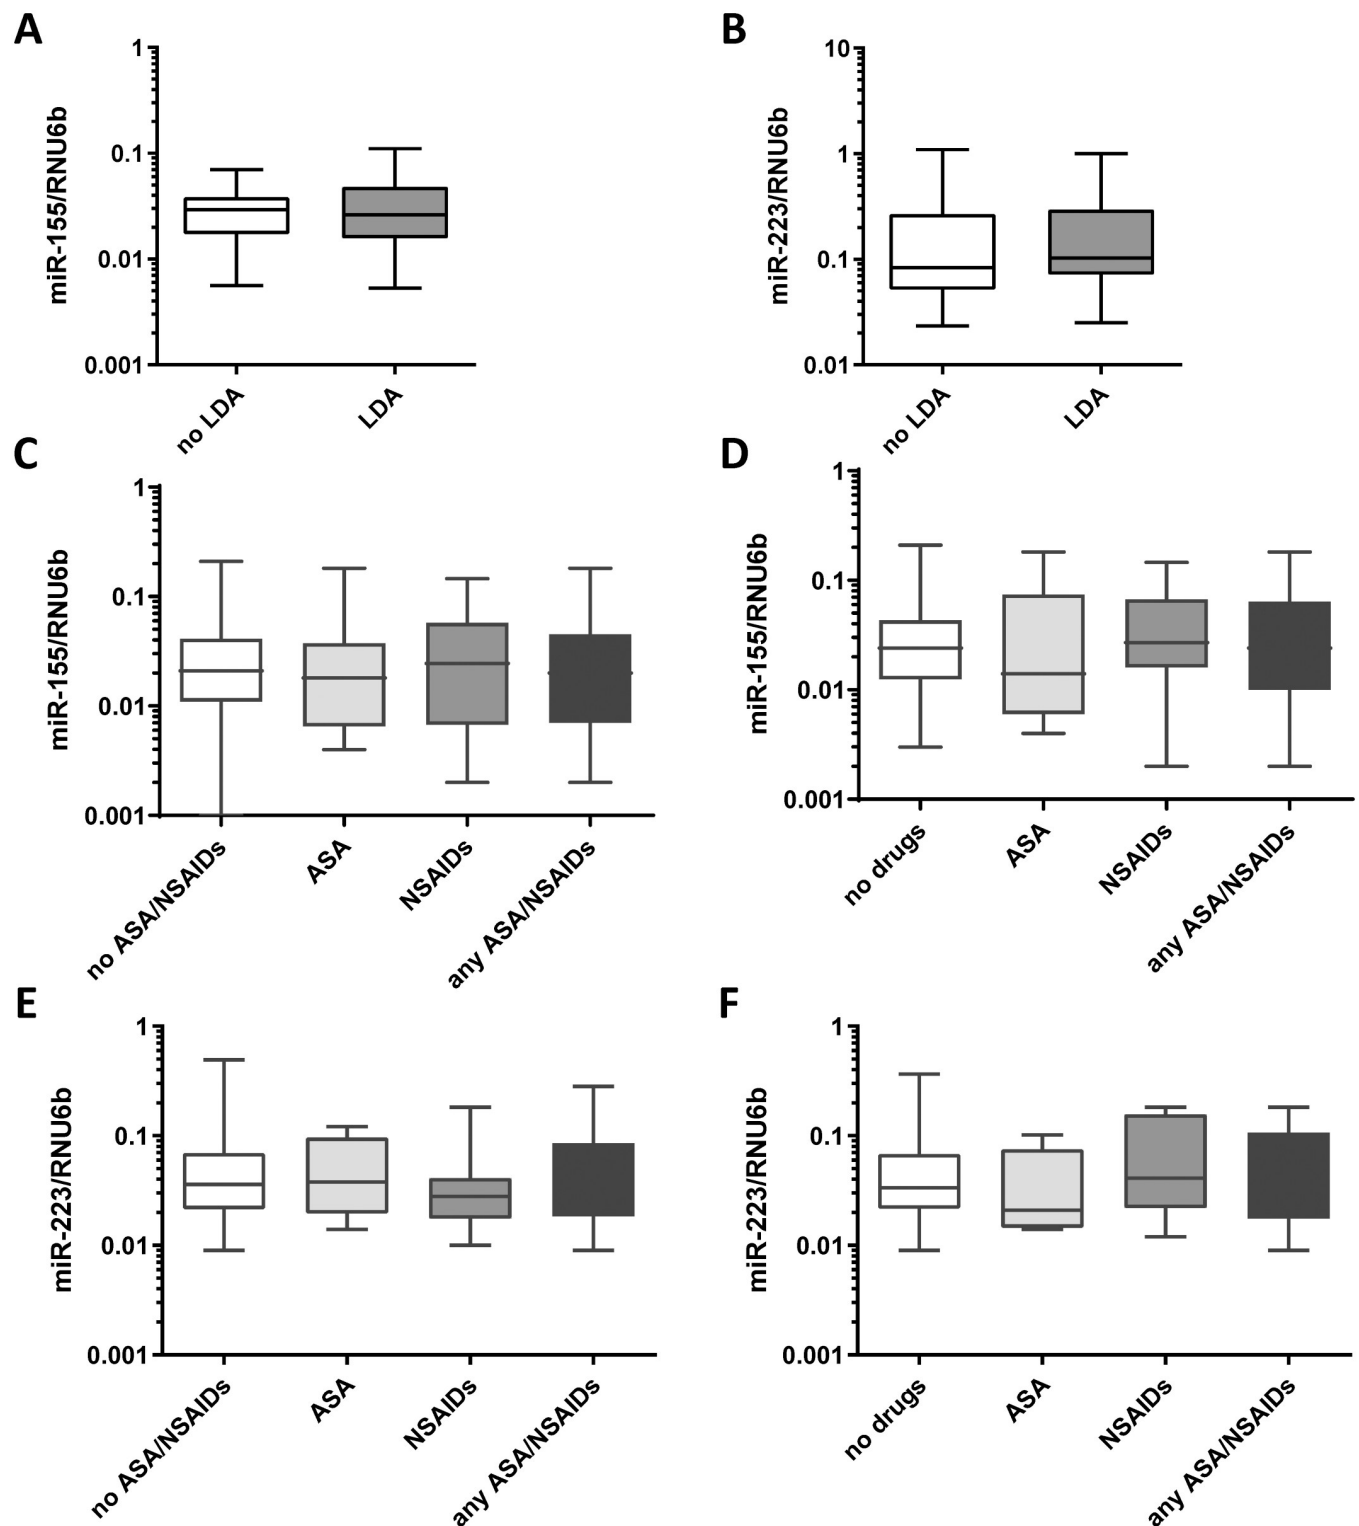 A
miR-155/RNU6b
1
0.1
0.01
0.001
no LDA
LDA
B
miR-223/RNU6b
10
1
0.1
0.01
no LDA
LDA
C
miR-155/RNU6b
1
0.1
0.01
0.001
no ASA/NSAIDs
ASA
NSAIDs
any ASA/NSAIDs
D
miR-155/RNU6b
1
0.1
0.01
0.001
no drugs
ASA
NSAIDs
any ASA/NSAIDs
E
miR-223/RNU6b
1
0.1
0.01
0.001
no ASA/NSAIDs
ASA
NSAIDs
any ASA/NSAIDs
F
miR-223/RNU6b
1
0.1
0.01
0.001
no drugs
ASA
NSAIDs
any ASA/NSAIDs